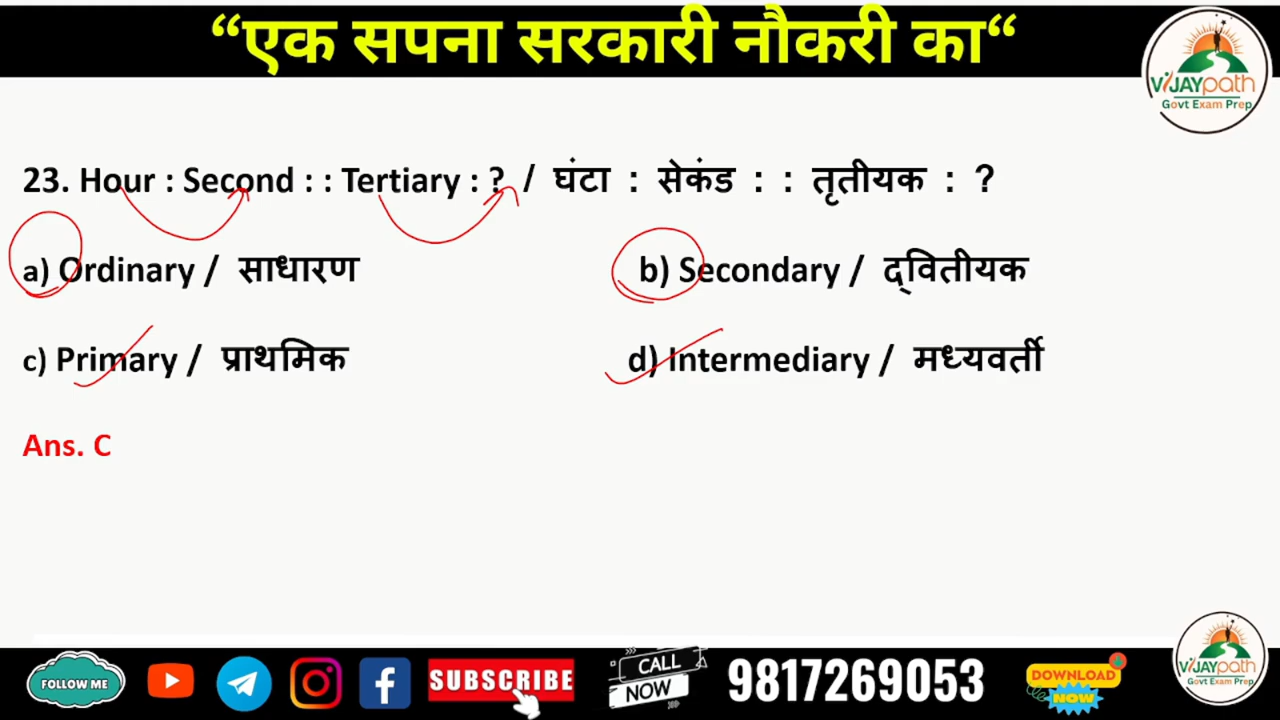 “एक सपना सरकारी नौकरी का“
ViJAYpath
Govt Exam Prep
23. Hour : Second : : Tertiary : ? / घंटा : सेकंड : : तृतीयक : ?
a) Ordinary / साधारण
b) Secondary / द्वितीयक
c) Primary / प्राथमिक
d) Intermediary / मध्यवर्ती
Ans. C
FOLLOW ME
SUBSCRIBE
CALL
NOW
9817269053
DOWNLOAD
NOW
ViJAYpath
Govt Exam Prep